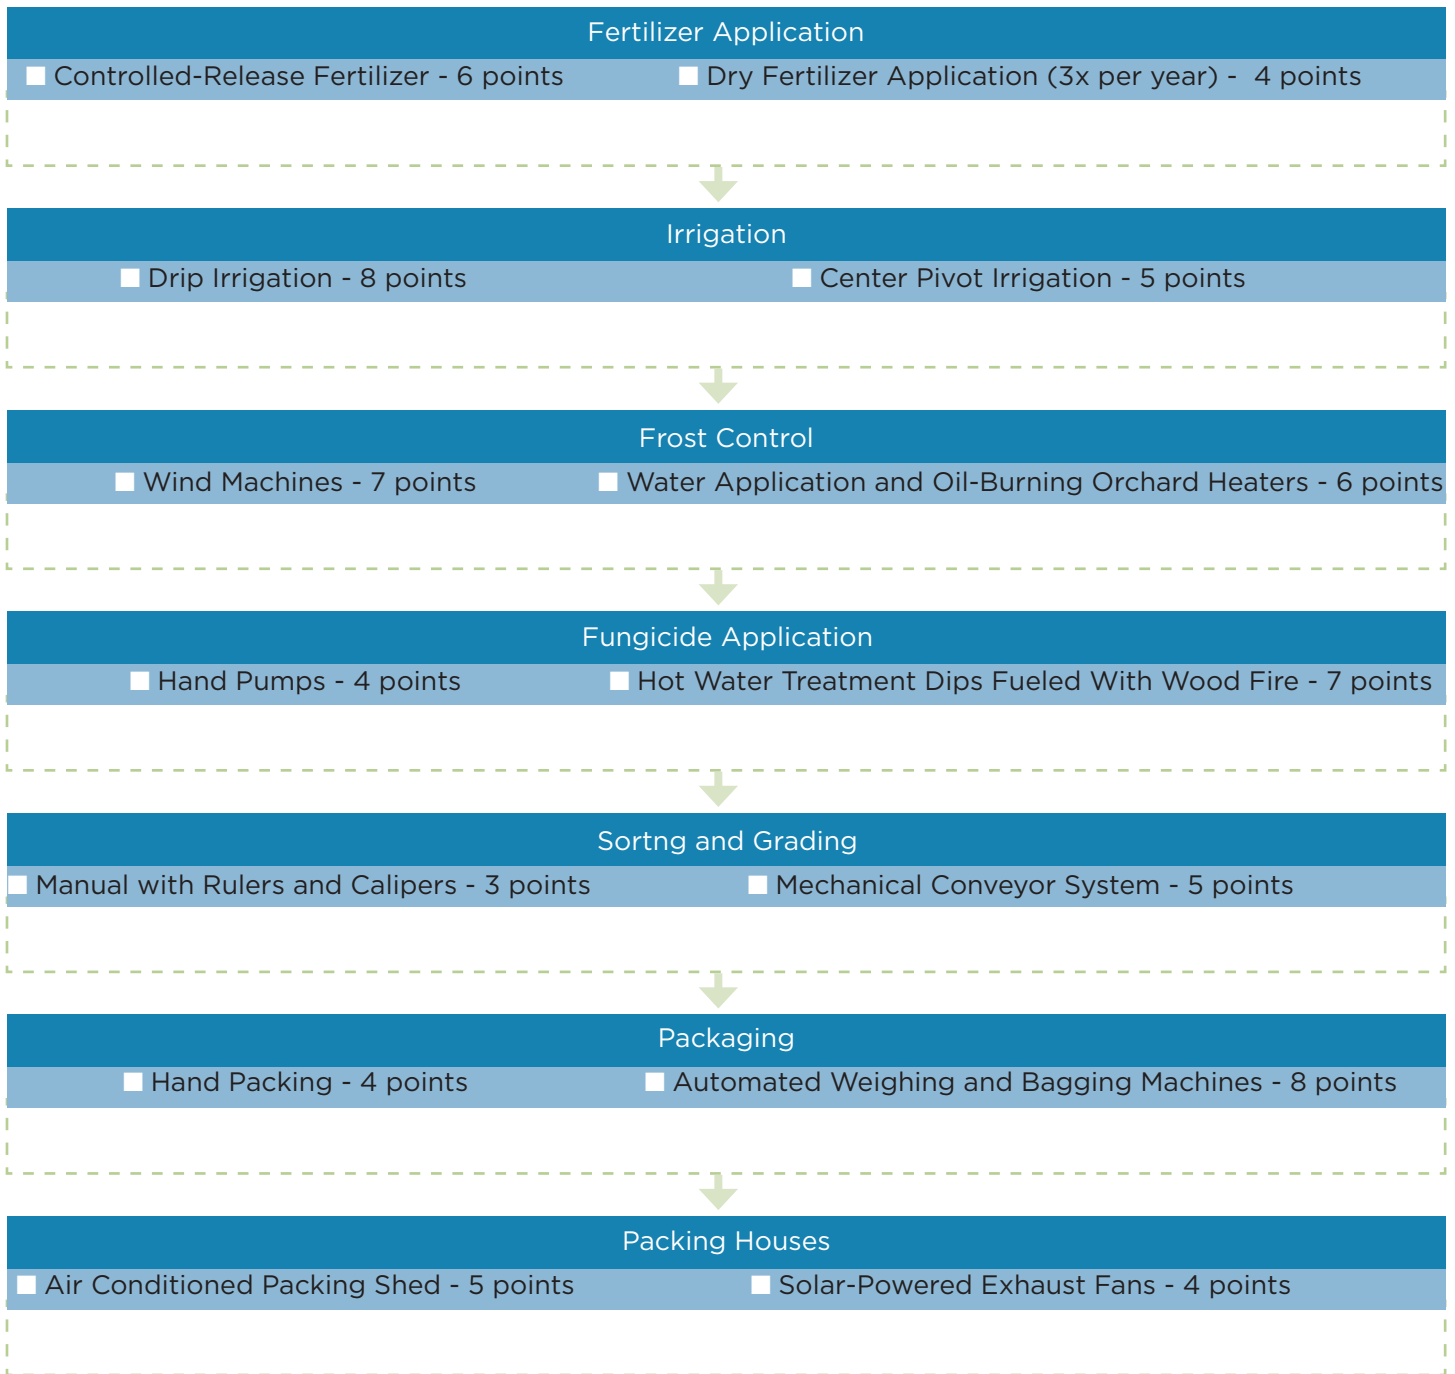 Fertilizer Application
Controlled-Release Fertilizer - 6 points Dry Fertilizer Application (3x per year) - 4 points
Irrigation
Drip Irrigation - 8 points Center Pivot Irrigation - 5 points
Frost Control
Wind Machines - 7 points Water Application and Oil-Burning Orchard Heaters - 6 points
Fungicide Application
Hand Pumps - 4 points Hot Water Treatment Dips Fueled With Wood Fire - 7 points
Sortng and Grading
Manual with Rulers and Calipers - 3 points Mechanical Conveyor System - 5 points
Packaging
Hand Packing - 4 points Automated Weighing and Bagging Machines - 8 points
Packing Houses
Air Conditioned Packing Shed - 5 points Solar-Powered Exhaust Fans - 4 points